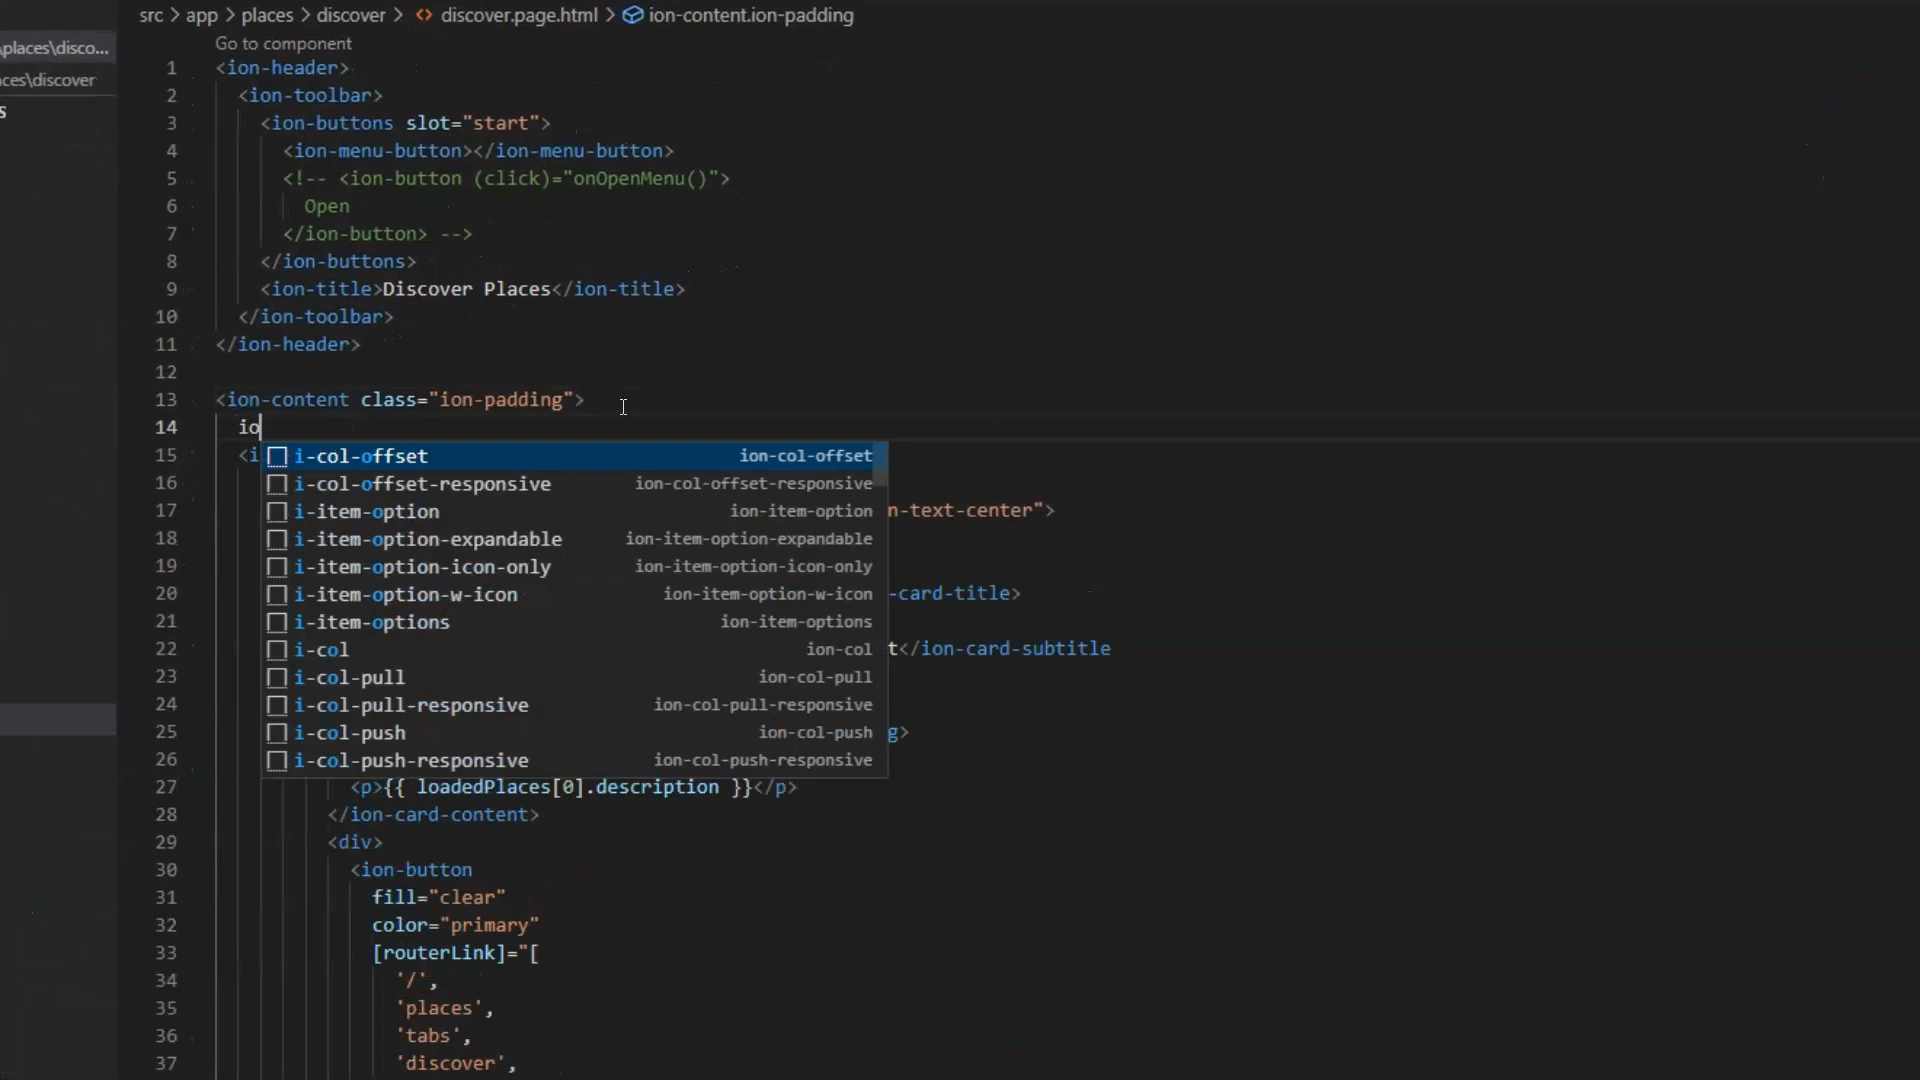 src > app > places > discover > <> discover.page.html > ion-content.ion-padding
\places\disco...
Go to component
ces\discover
S
1 <ion-header>
2 <ion-toolbar>
3 <ion-buttons slot="start">
4 <ion-menu-button></ion-menu-button>
5 <!-- <ion-button (click)="onOpenMenu()">
6 Open
7 </ion-button> -->
8 </ion-buttons>
9 <ion-title>Discover Places</ion-title>
10 </ion-toolbar>
11 </ion-header>
12
13 <ion-content class="ion-padding">
14 io
15 <i i-col-offset ion-col-offset
16 i-col-offset-responsive ion-col-offset-responsive
17 i-item-option ion-item-option n-text-center">
18 i-item-option-expandable ion-item-option-expandable
19 i-item-option-icon-only ion-item-option-icon-only
20 i-item-option-w-icon ion-item-option-w-icon -card-title>
21 i-item-options ion-item-options
22 i-col ion-col t</ion-card-subtitle
23 i-col-pull ion-col-pull
24 i-col-pull-responsive ion-col-pull-responsive
25 i-col-push ion-col-push g>
26 i-col-push-responsive ion-col-push-responsive
27 <p>{{ loadedPlaces[0].description }}</p>
28 </ion-card-content>
29 <div>
30 <ion-button
31 fill="clear"
32 color="primary"
33 [routerLink]="[
34 '/',
35 'places',
36 'tabs',
37 'discover',